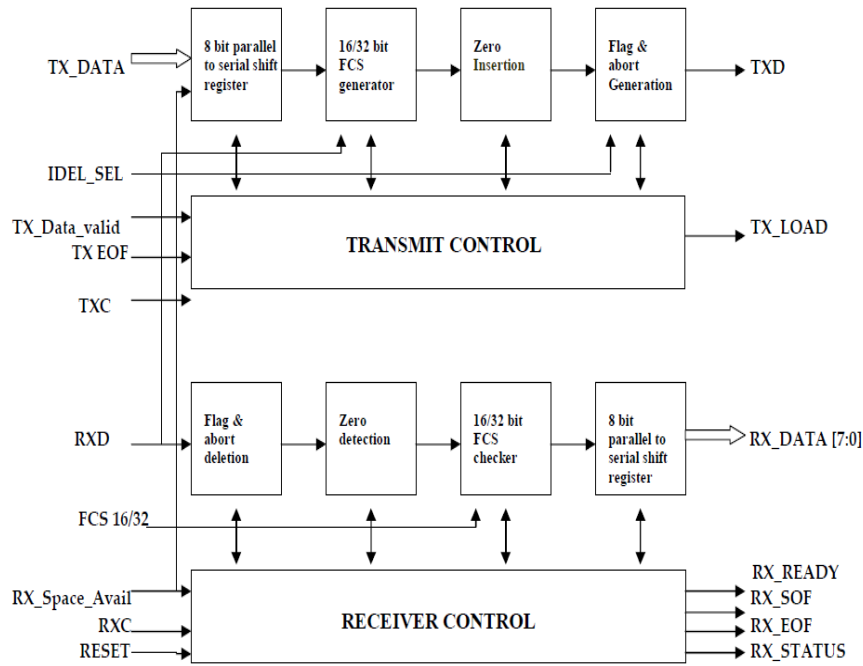 TX_DATA
8 bit parallel
to serial shift
register
16/32 bit
FCS
generator
Zero
Insertion
Flag &
abort
Generation
TXD
IDEL_SEL
TX_Data_valid
TX EOF
TXC
TRANSMIT CONTROL
TX_LOAD
RXD
Flag &
abort
deletion
Zero
detection
16/32 bit
FCS
checker
8 bit
parallel to
serial shift
register
RX_DATA [7:0]
FCS 16/32
RX_Space_Avail
RXC
RESET
RECEIVER CONTROL
RX_READY
RX_SOF
RX_EOF
RX_STATUS